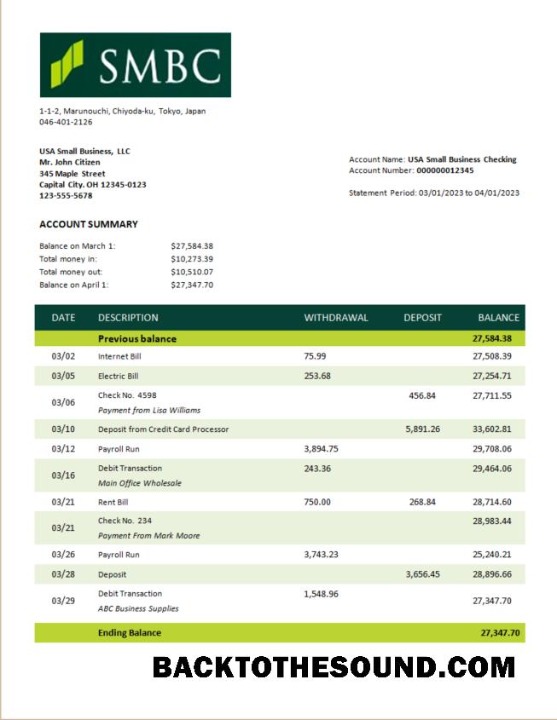 SMBC
1-1-2, Marunouchi, Chiyoda-ku, Tokyo, Japan
046-401-2126
USA Small Business, LLC
Mr. John Citizen
345 Maple Street
Capital City. OH 12345-0123
123-555-5678
Account Name: USA Small Business Checking
Account Number: 000000012345
Statement Period: 03/01/2023 to 04/01/2023
ACCOUNT SUMMARY
Balance on March 1: $27,584.38
Total money in: $10,273.39
Total money out: $10,510.07
Balance on April 1: $27,347.70
DATE DESCRIPTION WITHDRAWAL DEPOSIT BALANCE
Previous balance 27,584.38
03/02 Internet Bill 75.99 27,508.39
03/05 Electric Bill 253.68 27,254.71
03/06 Check No. 4598 456.84 27,711.55
Payment from Lisa Williams
03/10 Deposit from Credit Card Processor 5,891.26 33,602.81
03/12 Payroll Run 3,894.75 29,708.06
03/16 Debit Transaction 243.36 29,464.06
Main Office Wholesale
03/21 Rent Bill 750.00 268.84 28,714.60
03/21 Check No. 234 28,983.44
Payment From Mark Moore
03/26 Payroll Run 3,743.23 25,240.21
03/28 Deposit 3,656.45 28,896.66
03/29 Debit Transaction 1,548.96 27,347.70
ABC Business Supplies
Ending Balance 27,347.70
BACKTOTHESOUND.COM